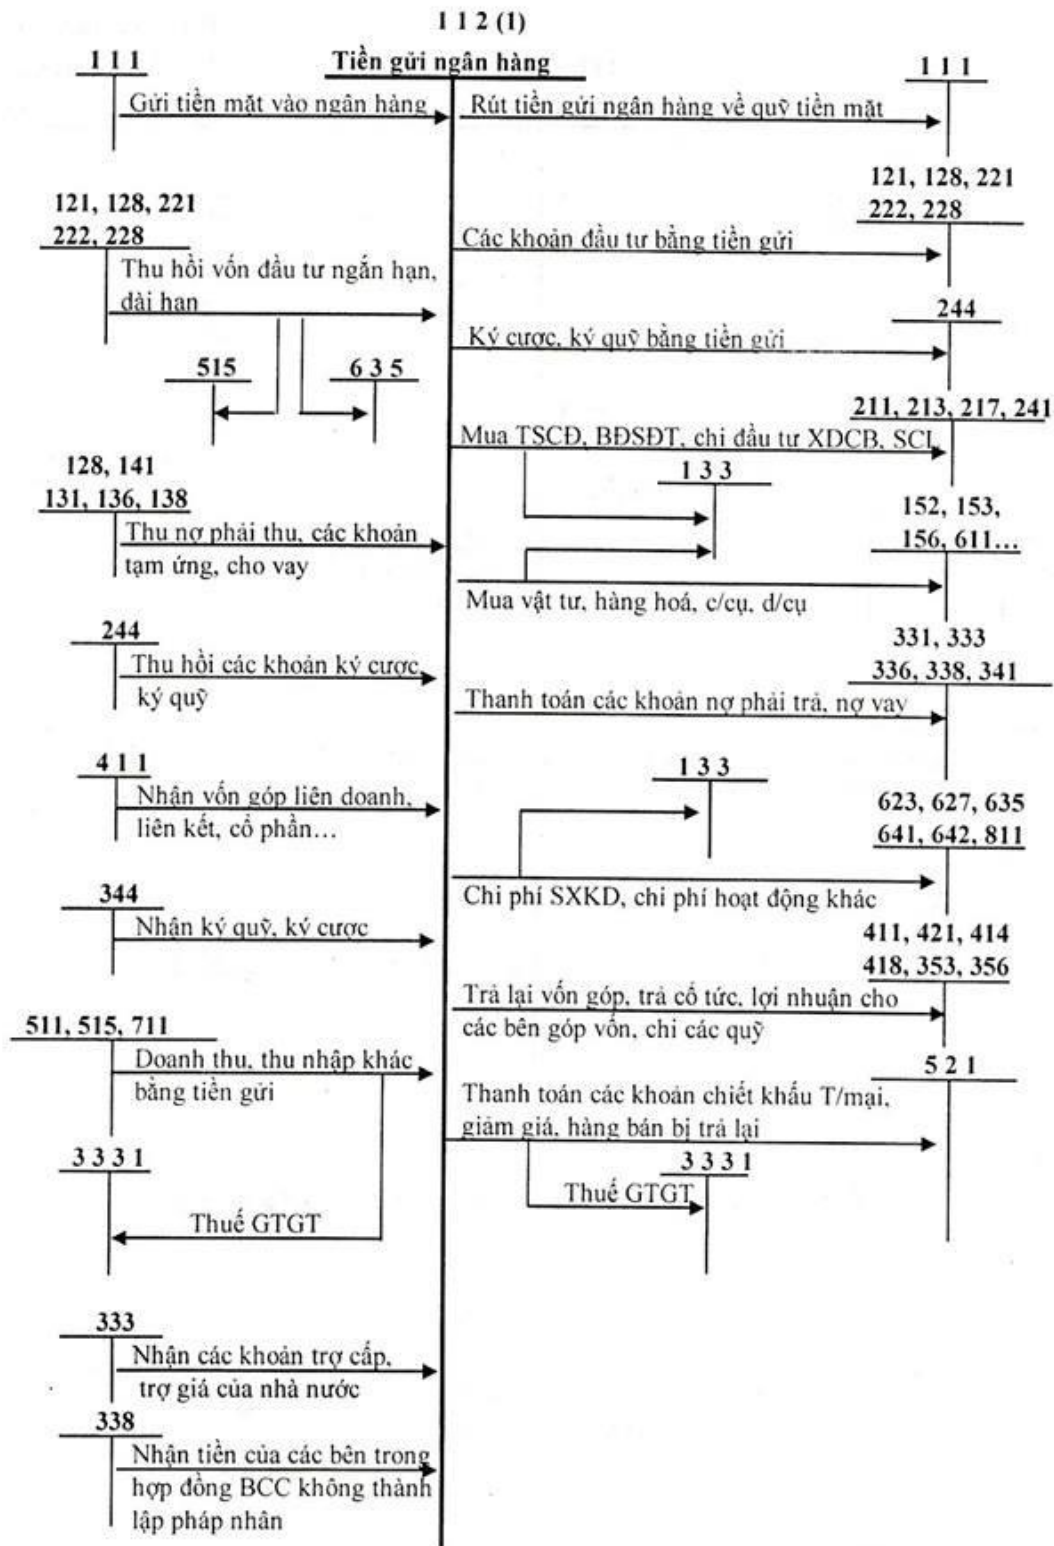 1 1 2 (1)
Tiền gửi ngân hàng
1 1 1
Gửi tiền mặt vào ngân hàng
121, 128, 221
222, 228
Thu hồi vốn đầu tư ngắn hạn,
dài hạn
515
6 3 5
128, 141
131, 136, 138
Thu nợ phải thu, các khoản
tạm ứng, cho vay
244
Thu hồi các khoản ký cược,
ký quỹ
4 1 1
Nhận vốn góp liên doanh,
liên kết, cổ phần...
344
Nhận ký quỹ, ký cược
511, 515, 711
Doanh thu, thu nhập khác
bằng tiền gửi
3 3 3 1
Thuế GTGT
333
Nhận các khoản trợ cấp,
trợ giá của nhà nước
338
Nhận tiền của các bên trong
hợp đồng BCC không thành
lập pháp nhân
1 1 1
Rút tiền gửi ngân hàng về quỹ tiền mặt
121, 128, 221
222, 228
Các khoản đầu tư bằng tiền gửi
244
Ký cược, ký quỹ bằng tiền gửi
211, 213, 217, 241
Mua TSCĐ, BĐSĐT, chi đầu tư XDCB, SCL
1 3 3
152, 153,
156, 611...
Mua vật tư, hàng hoá, c/cụ, d/cụ
331, 333
336, 338, 341
Thanh toán các khoản nợ phải trả, nợ vay
1 3 3
623, 627, 635
641, 642, 811
Chi phí SXKD, chi phí hoạt động khác
411, 421, 414
418, 353, 356
Trả lại vốn góp, trả cổ tức, lợi nhuận cho
các bên góp vốn, chi các quỹ
5 2 1
Thanh toán các khoản chiết khấu T/mại,
giảm giá, hàng bán bị trả lại
3 3 3 1
Thuế GTGT